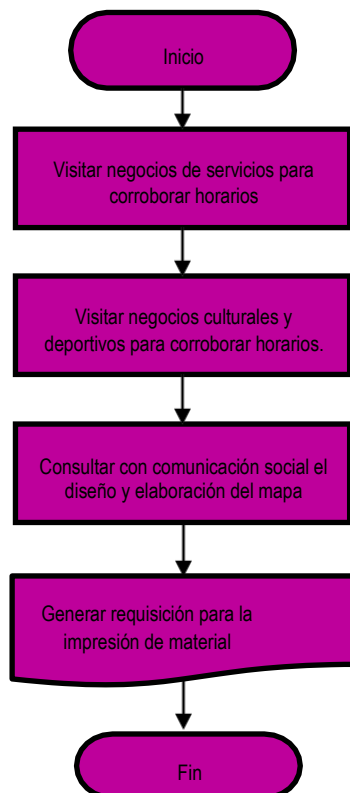 Inicio
Visitar negocios de servicios para
corroborar horarios
Visitar negocios culturales y
deportivos para corroborar horarios.
Consultar con comunicación social el
diseño y elaboración del mapa
Generar requisición para la
impresión de material
Fin